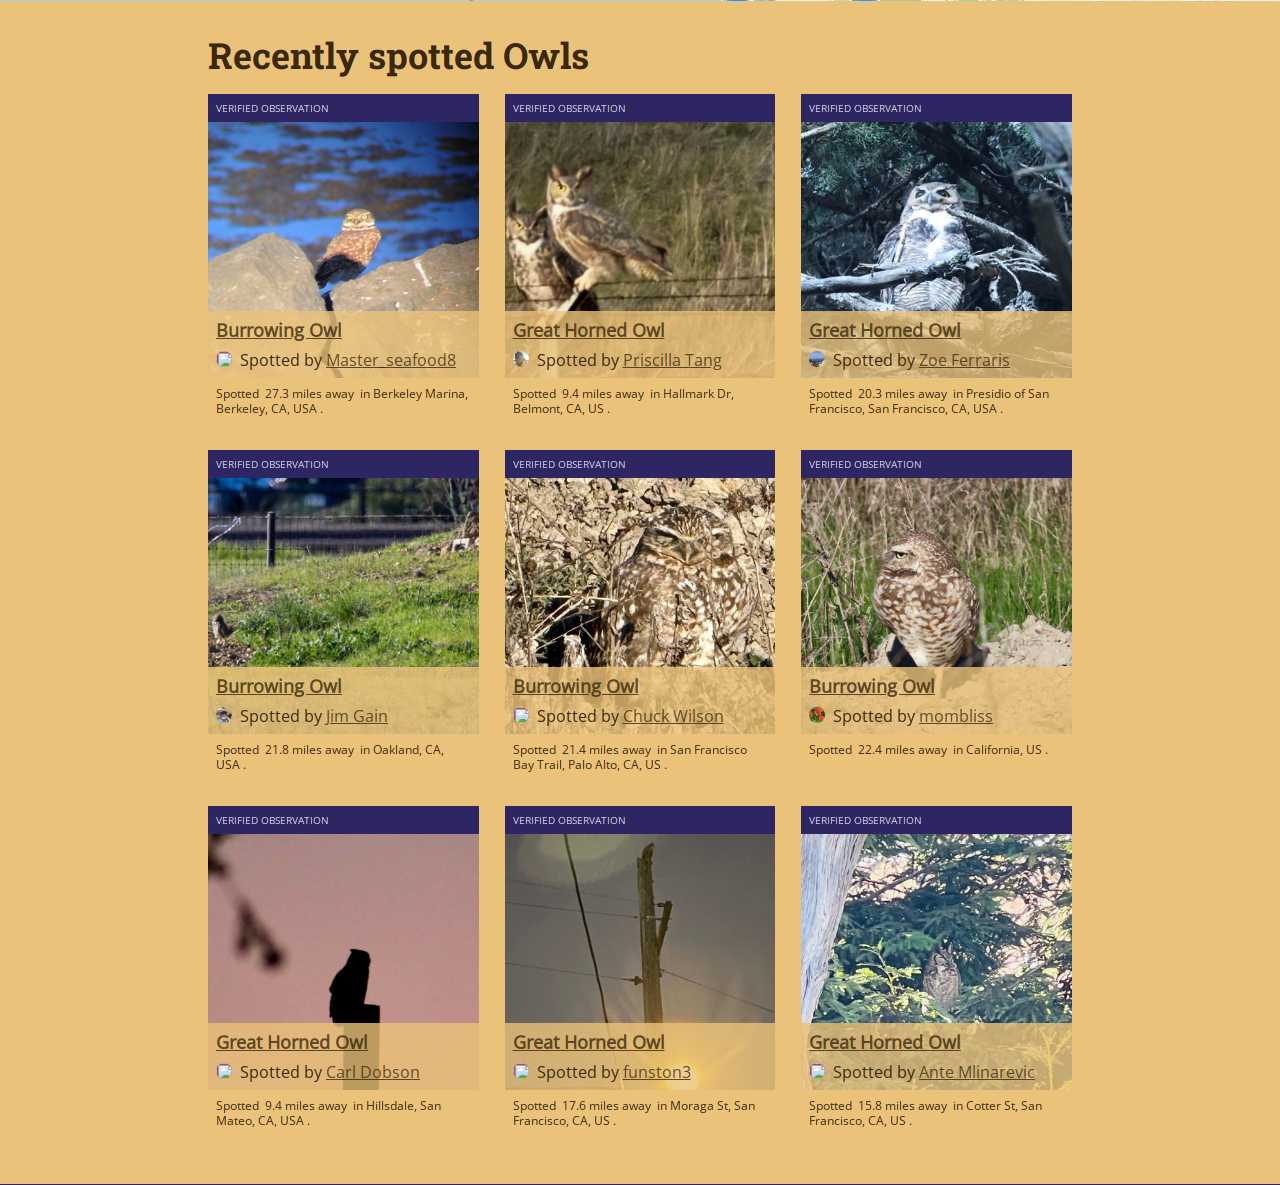 Recently spotted Owls
VERIFIED OBSERVATION
Burrowing Owl
Spotted by Master_seafood8
Spotted 27.3 miles away in Berkeley Marina,
Berkeley, CA, USA .
VERIFIED OBSERVATION
Great Horned Owl
Spotted by Priscilla Tang
Spotted 9.4 miles away in Hallmark Dr,
Belmont, CA, US .
VERIFIED OBSERVATION
Great Horned Owl
Spotted by Zoe Ferraris
Spotted 20.3 miles away in Presidio of San
Francisco, San Francisco, CA, USA .
VERIFIED OBSERVATION
Burrowing Owl
Spotted by Jim Gain
Spotted 21.8 miles away in Oakland, CA,
USA .
VERIFIED OBSERVATION
Burrowing Owl
Spotted by Chuck Wilson
Spotted 21.4 miles away in San Francisco
Bay Trail, Palo Alto, CA, US .
VERIFIED OBSERVATION
Burrowing Owl
Spotted by mombliss
Spotted 22.4 miles away in California, US .
VERIFIED OBSERVATION
Great Horned Owl
Spotted by Carl Dobson
Spotted 9.4 miles away in Hillsdale, San
Mateo, CA, USA .
VERIFIED OBSERVATION
Great Horned Owl
Spotted by funston3
Spotted 17.6 miles away in Moraga St, San
Francisco, CA, US .
VERIFIED OBSERVATION
Great Horned Owl
Spotted by Ante Mlinarevic
Spotted 15.8 miles away in Cotter St, San
Francisco, CA, US .